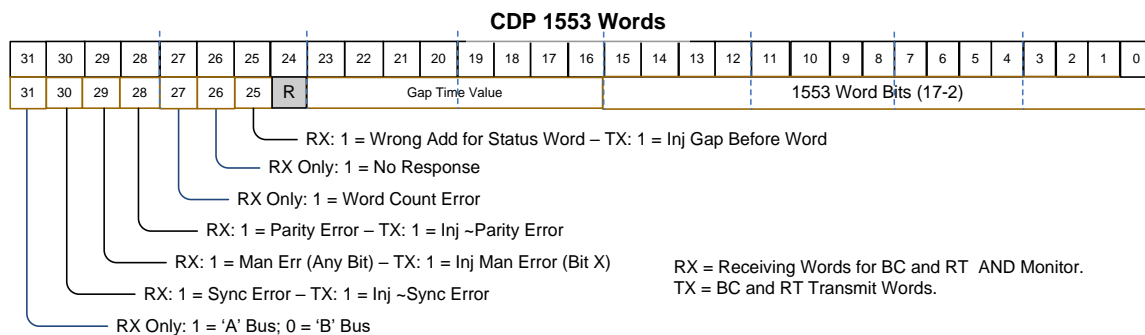 CDP 1553 Words
31 30 29 28 27 26 25 24 23 22 21 20 19 18 17 16 15 14 13 12 11 10 9 8 7 6 5 4 3 2 1 0
31 30 29 28 27 26 25 R Gap Time Value 1553 Word Bits (17-2)
RX: 1 = Wrong Add for Status Word – TX: 1 = Inj Gap Before Word
RX Only: 1 = No Response
RX Only: 1 = Word Count Error
RX: 1 = Parity Error – TX: 1 = Inj ~Parity Error
RX: 1 = Man Err (Any Bit) – TX: 1 = Inj Man Error (Bit X)
RX: 1 = Sync Error – TX: 1 = Inj ~Sync Error
RX Only: 1 = ‘A’ Bus; 0 = ‘B’ Bus
RX = Receiving Words for BC and RT AND Monitor.
TX = BC and RT Transmit Words.